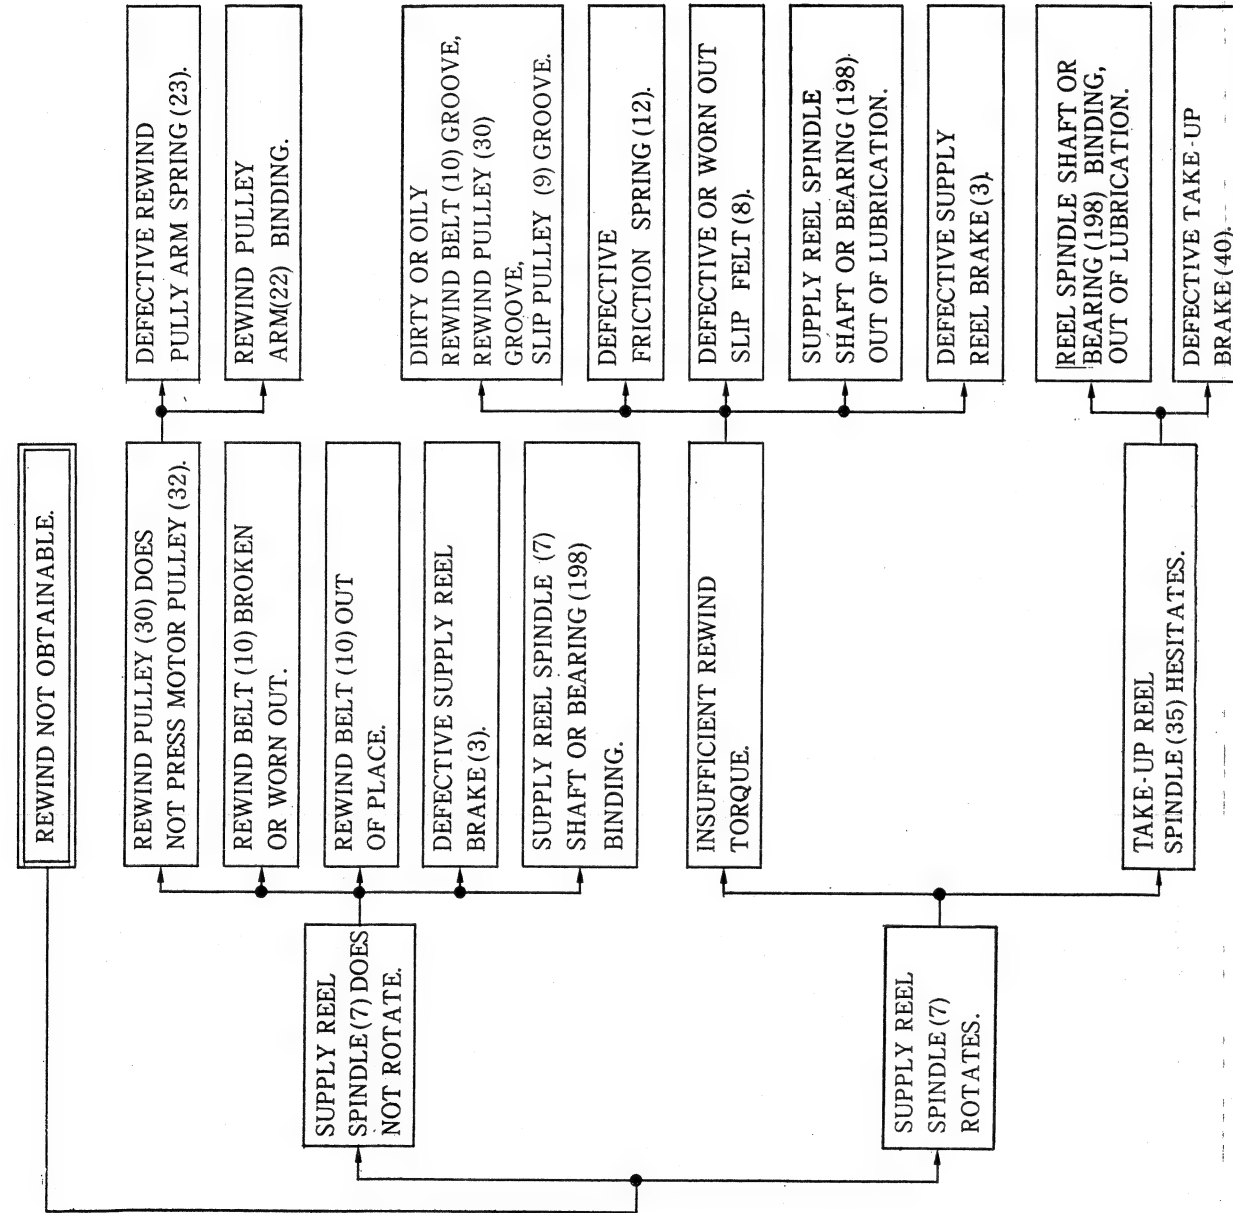 REWIND NOT OBTAINABLE.
SUPPLY REEL
SPINDLE (7) DOES
NOT ROTATE.
REWIND PULLEY (30) DOES
NOT PRESS MOTOR PULLEY (32).
DEFECTIVE REWIND
PULLY ARM SPRING (23).
REWIND PULLEY
ARM(22) BINDING.
REWIND BELT (10) BROKEN
OR WORN OUT.
REWIND BELT (10) OUT
OF PLACE.
DEFECTIVE SUPPLY REEL
BRAKE (3).
SUPPLY REEL SPINDLE (7)
SHAFT OR BEARING (198)
BINDING.
SUPPLY REEL
SPINDLE (7)
ROTATES.
INSUFFICIENT REWIND
TORQUE.
DIRTY OR OILY
REWIND BELT (10) GROOVE,
REWIND PULLEY (30)
GROOVE,
SLIP PULLEY (9) GROOVE.
DEFECTIVE
FRICTION SPRING (12).
DEFECTIVE OR WORN OUT
SLIP FELT (8).
SUPPLY REEL SPINDLE
SHAFT OR BEARING (198)
OUT OF LUBRICATION.
DEFECTIVE SUPPLY
REEL BRAKE (3).
TAKE-UP REEL
SPINDLE (35) HESITATES.
REEL SPINDLE SHAFT OR
BEARING (198) BINDING,
OUT OF LUBRICATION.
DEFECTIVE TAKE-UP
BRAKE (40).